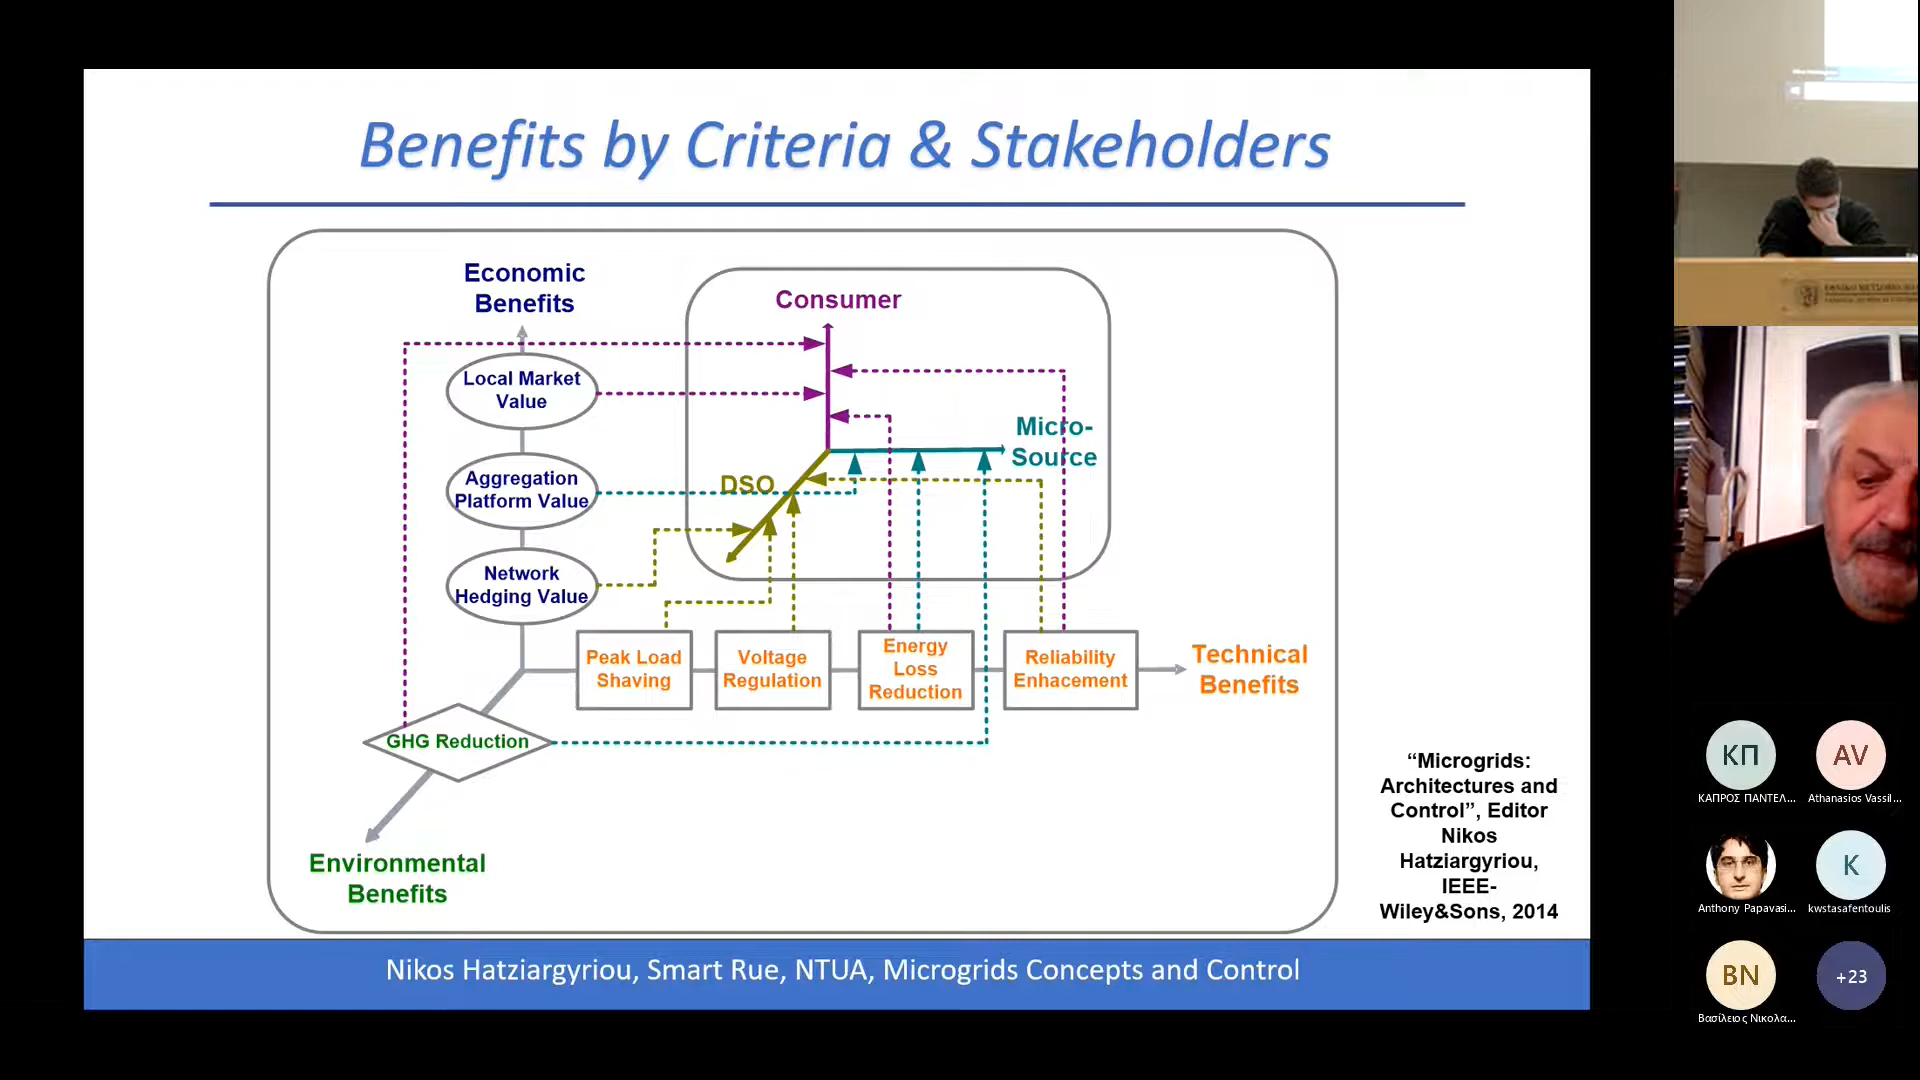 Benefits by Criteria & Stakeholders
Economic
Benefits
Consumer
Local Market
Value
Micro-
Source
Aggregation
Platform Value
DSO
Network
Hedging Value
Peak Load
Shaving
Voltage
Regulation
Energy
Loss
Reduction
Reliability
Enhacement
Technical
Benefits
GHG Reduction
Environmental
Benefits
“Microgrids:
Architectures and
Control”, Editor
Nikos
Hatziargyriou,
IEEE-
Wiley&Sons, 2014
Nikos Hatziargyriou, Smart Rue, NTUA, Microgrids Concepts and Control
ΚΠ
AV
ΚΑΠΡΟΣ ΠΑΝΤΕΛ...
Athanasios Vassil...
K
Anthony Papavasi...
kwstasafentoulis
ΒΝ
+23
Βασίλειος Νικολα...